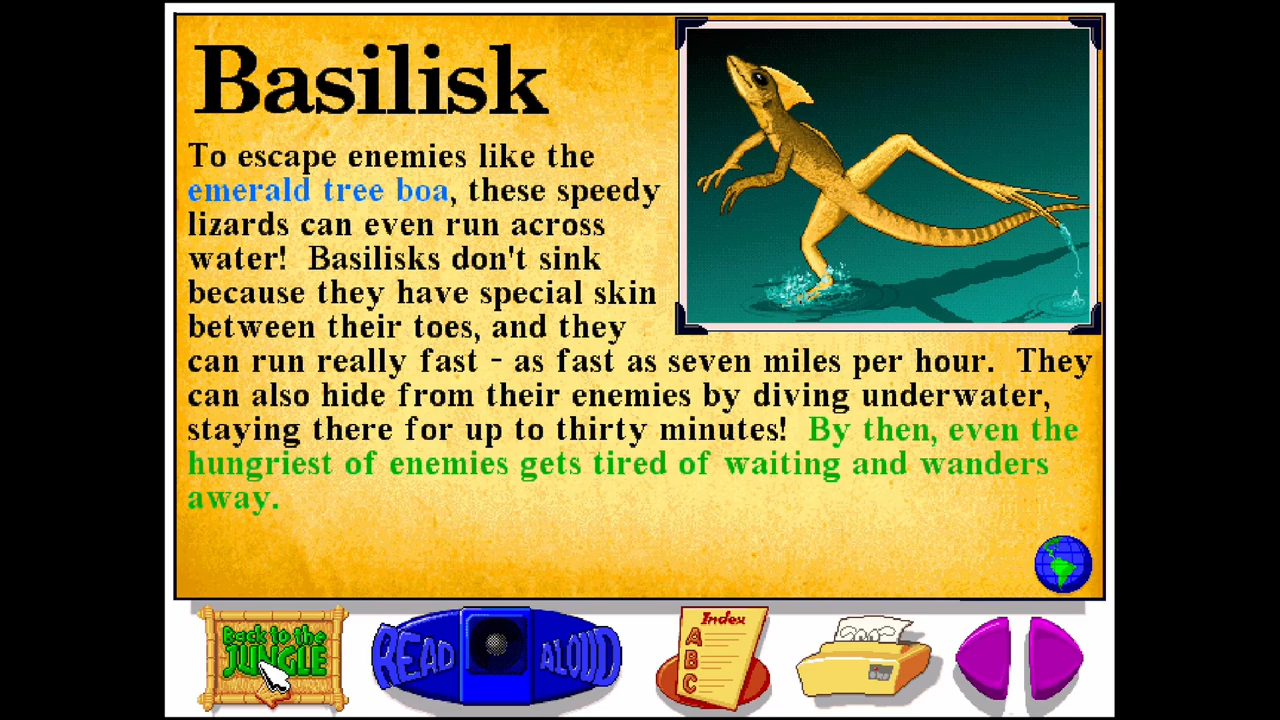 Basilisk
To escape enemies like the
emerald tree boa, these speedy
lizards can even run across
water!  Basilisks don't sink
because they have special skin
between their toes, and they
can run really fast - as fast as seven miles per hour.  They
can also hide from their enemies by diving underwater,
staying there for up to thirty minutes!  By then, even the
hungriest of enemies gets tired of waiting and wanders
away.
Back to the
JUNGLE
READ ALOUD
Index
A
B
C